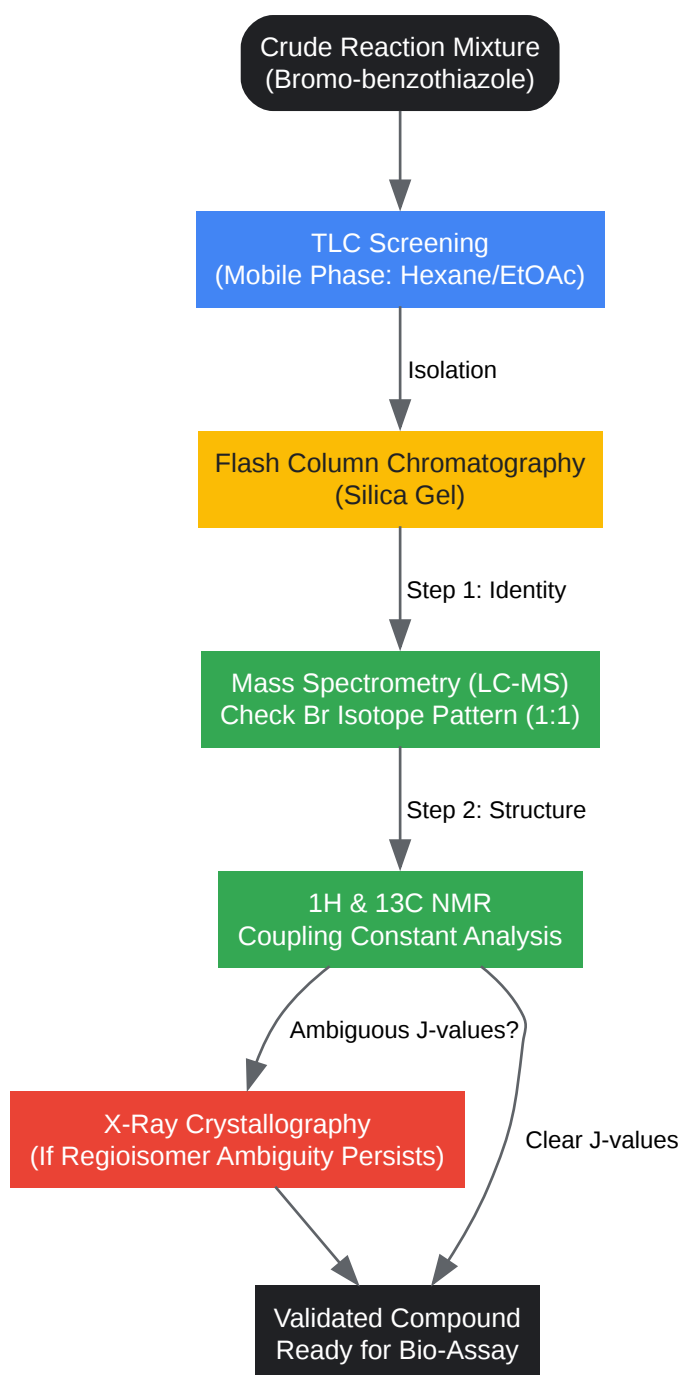 Crude Reaction Mixture
(Bromo-benzothiazole)
TLC Screening
(Mobile Phase: Hexane/EtOAc)
Isolation
Flash Column Chromatography
(Silica Gel)
Step 1: Identity
Mass Spectrometry (LC-MS)
Check Br Isotope Pattern (1:1)
Step 2: Structure
1H & 13C NMR
Coupling Constant Analysis
Ambiguous J-values?
X-Ray Crystallography
(If Regioisomer Ambiguity Persists)
Clear J-values
Validated Compound
Ready for Bio-Assay